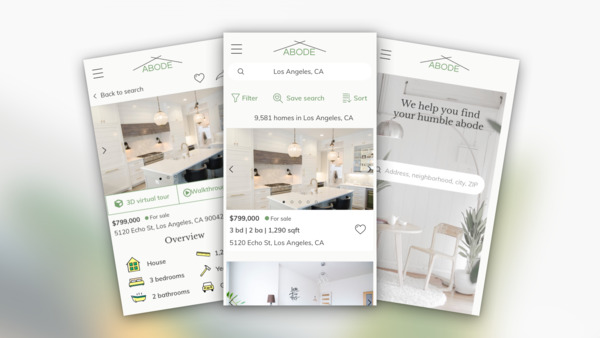 ABODE
Back to search
3D virtual tour
Walkthrou
$799,000 For sale
5120 Echo St, Los Angeles, CA 90042
Overview
House
1,2
3 bedrooms
Ye
2 bathrooms
ABODE
Los Angeles, CA
Filter
Save search
Sort
9,581 homes in Los Angeles, CA
$799,000 For sale
3 bd | 2 ba | 1,290 sqft
5120 Echo St, Los Angeles, CA
ABODE
We help you find
your humble abode
Address, neighborhood, city, ZIP